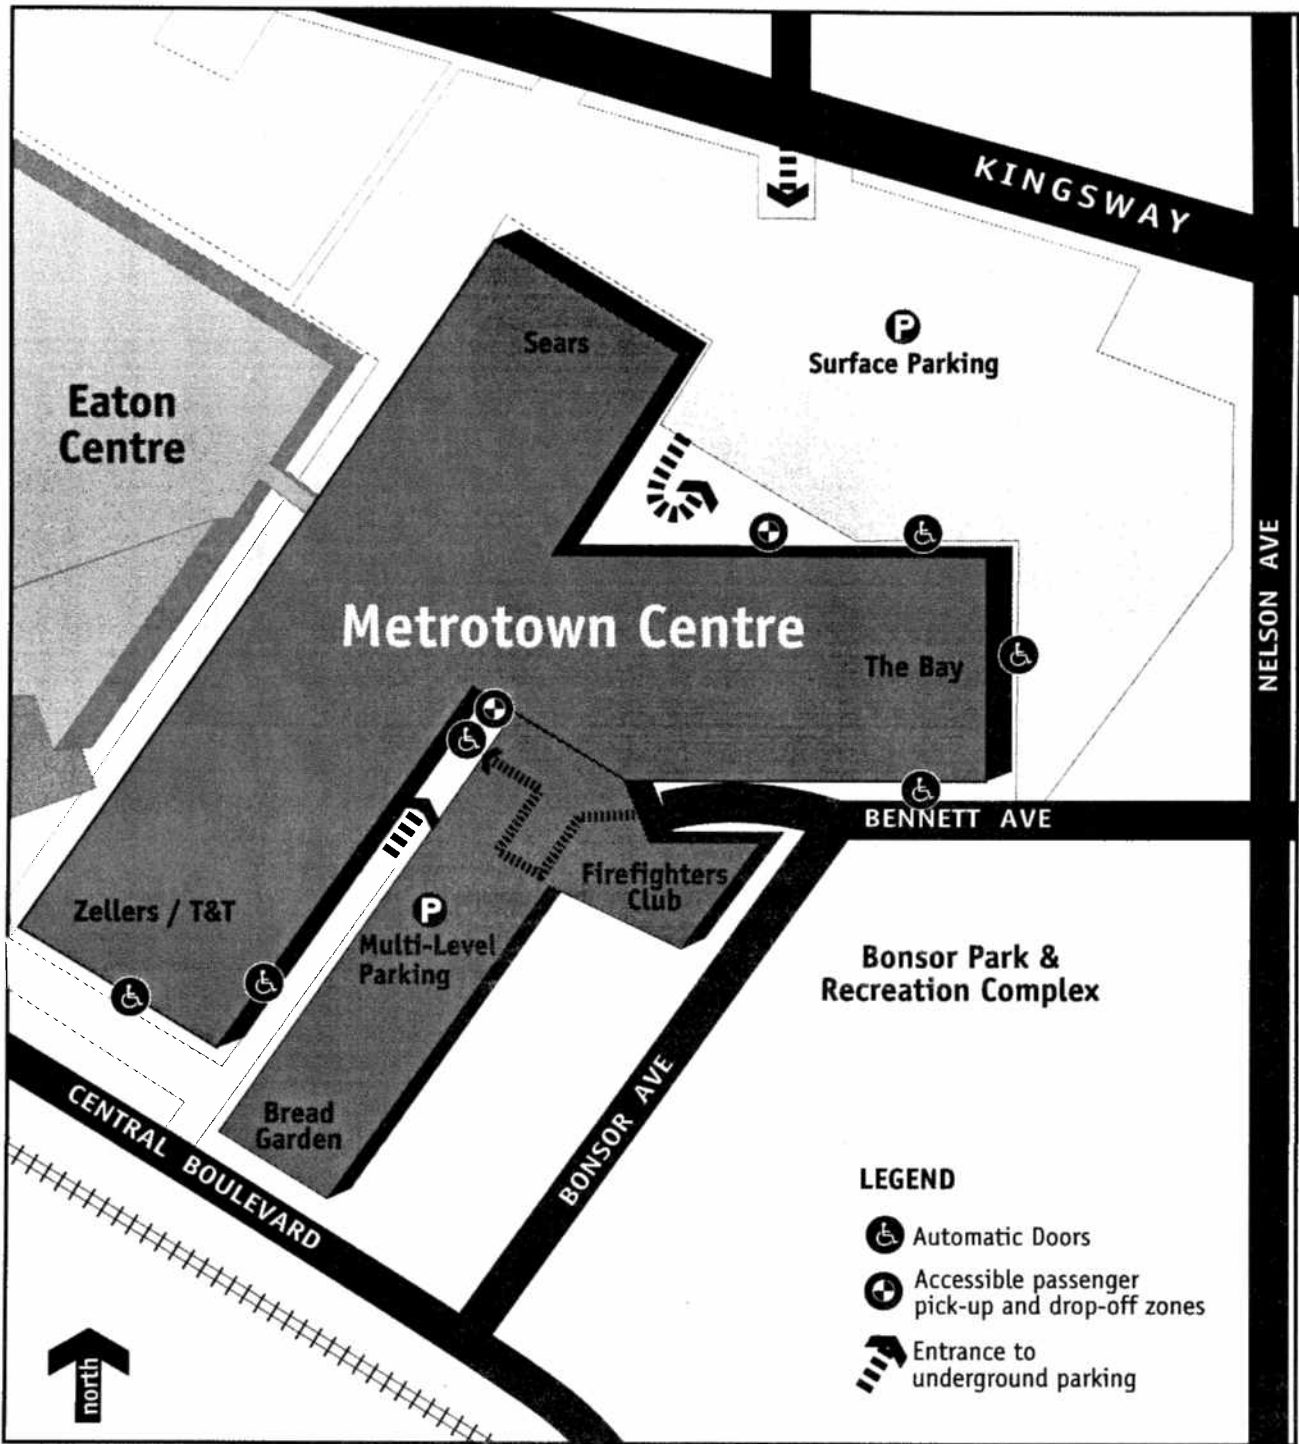 KINGSWAY
P
Surface Parking
Sears
Eaton
Centre
NELSON AVE
Metrotown Centre
The Bay
BENNETT AVE
Firefighters
Club
Zellers / T&T
P
Multi-Level
Parking
Bonsor Park &
Recreation Complex
BONSOR AVE
Bread
Garden
CENTRAL BOULEVARD
LEGEND
Automatic Doors
Accessible passenger
pick-up and drop-off zones
Entrance to
underground parking
north